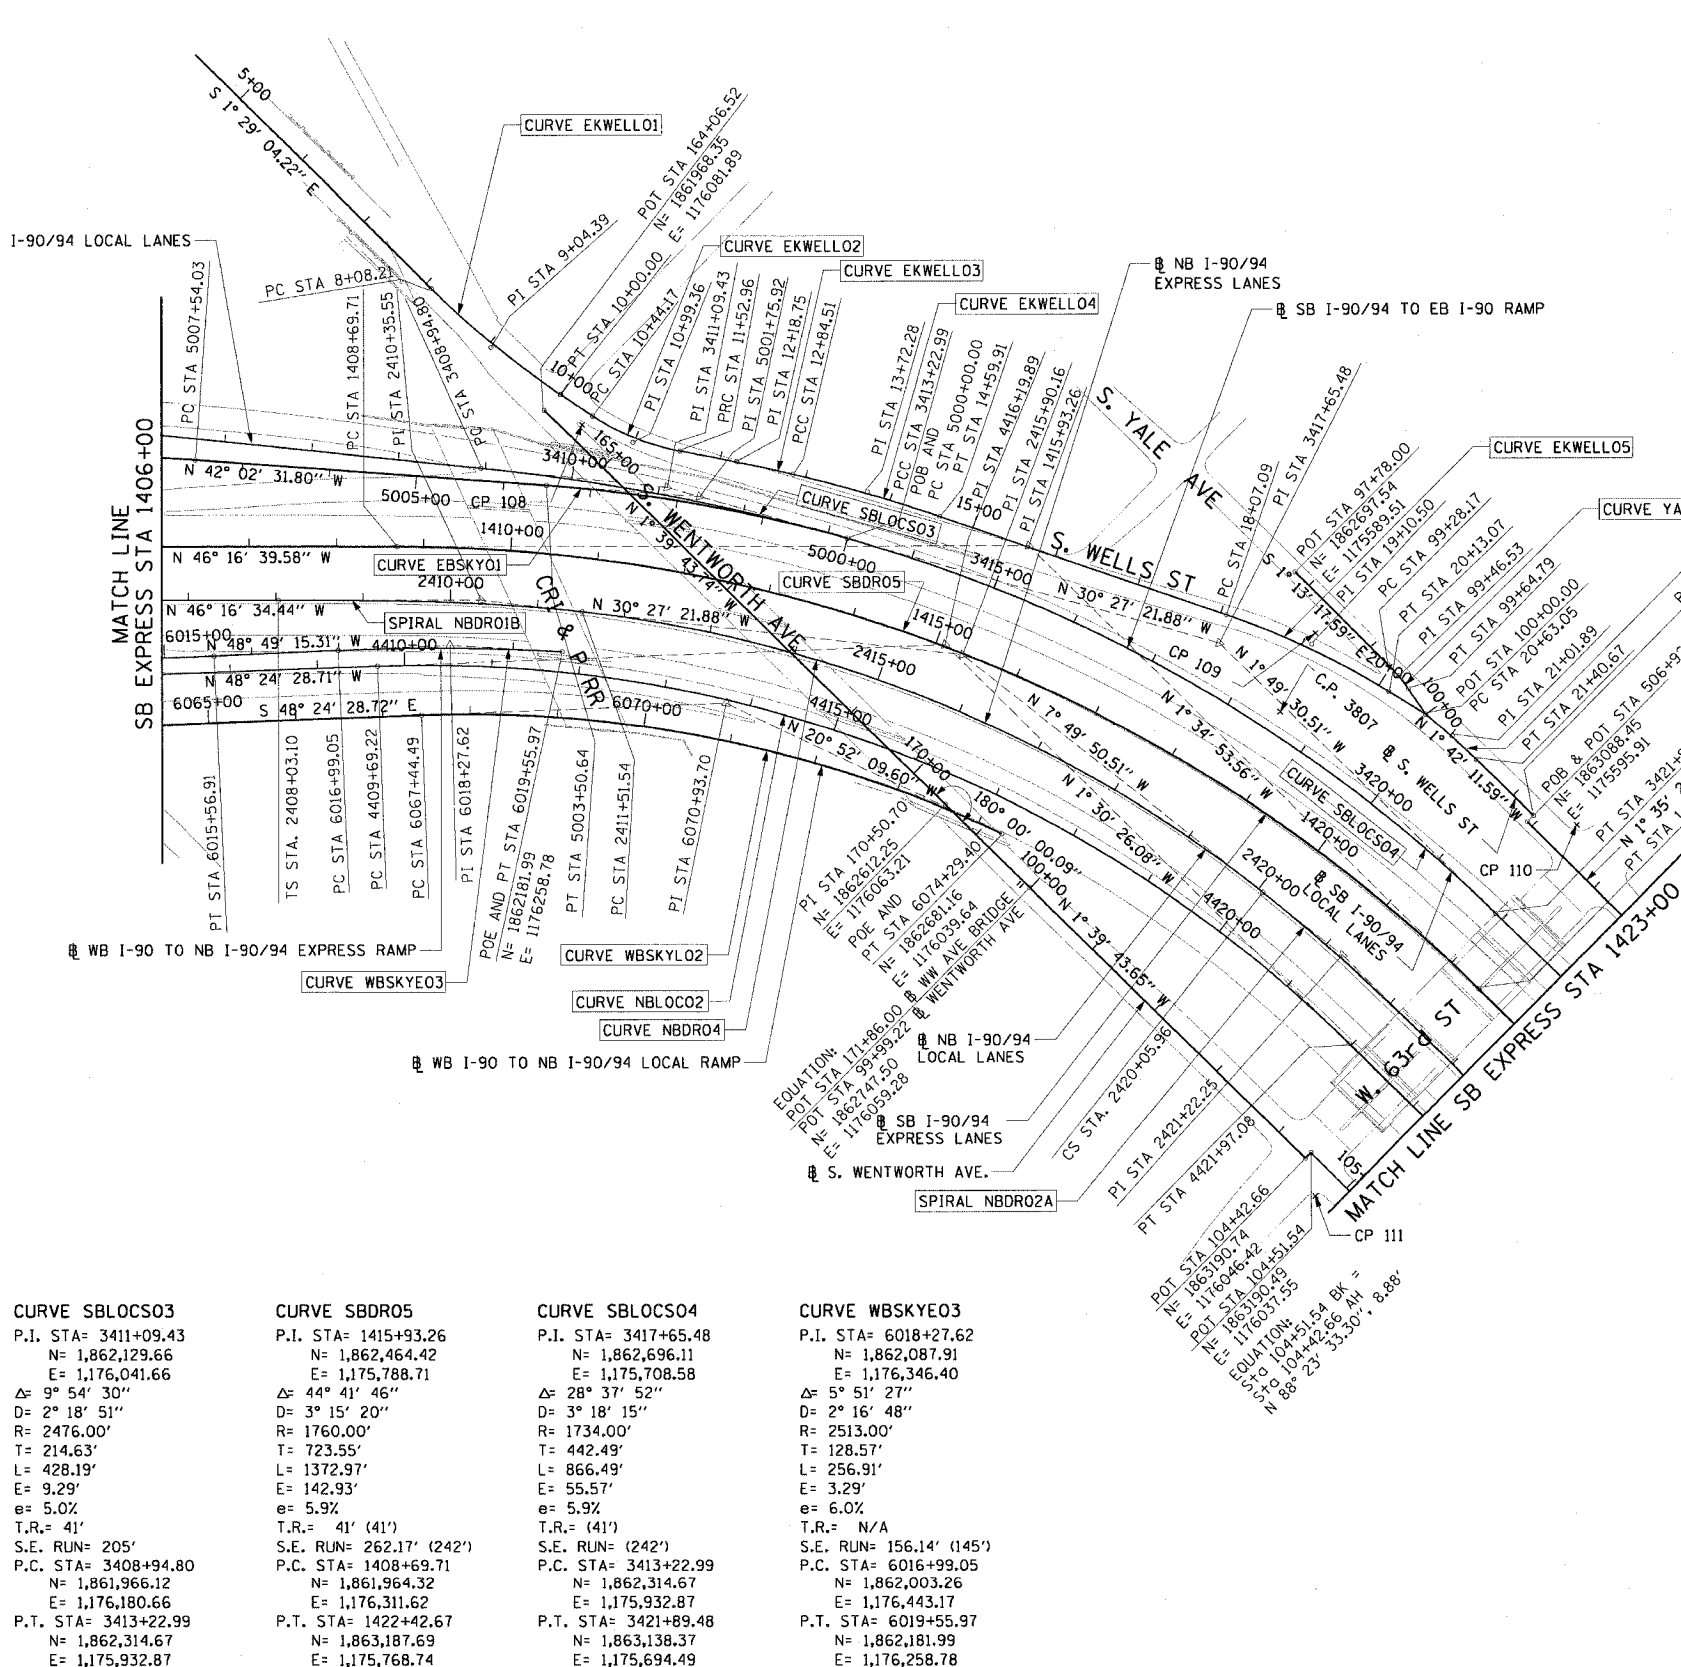 5+00
S 1° 29' 04.22" E
CURVE EKWELL01
POT STA 164+06.52
N= 1861968.35
E= 1176081.89
I-90/94 LOCAL LANES
PC STA 8+08.21
PI STA 9+04.39
PT STA 10+00.00
PC STA 10+44.17
CURVE EKWELL02
CURVE EKWELL03
CURVE EKWELL04
NB I-90/94
EXPRESS LANES
SB I-90/94 TO EB I-90 RAMP
PC STA 5007+54.03
PC STA 1408+69.71
PI STA 2410+35.55
PC STA 3408+94.80
10+00
PI STA 10+99.36
PI STA 3411+09.43
PRC STA 11+52.96
PI STA 5001+75.92
PI STA 12+18.75
PCC STA 12+84.51
PI STA 13+72.28
PCC STA 3413+22.99
POB AND
PC STA 5000+00.00
PT STA 14+59.91
PI STA 4416+19.89
PI STA 2415+90.16
PI STA 1415+93.26
S. YALE AVE
PC STA 18+07.09
PI STA 3417+65.48
POT STA 97+78.00
N= 1862697.54
E= 1175589.51
PI STA 19+10.50
PC STA 99+28.17
PT STA 20+13.07
PI STA 99+46.53
PT STA 99+64.79
POT STA 100+00.00
PC STA 20+63.05
PI STA 21+01.89
PT STA 21+40.67
CURVE EKWELL05
CURVE YA
MATCH LINE
SB EXPRESS STA 1406+00
N 42° 02' 31.80" W
5005+00
CP 108
3410+00
165+00
1410+00
N 46° 16' 39.58" W
CURVE EBSKY01
2410+00
N 46° 16' 34.44" W
SPIRAL NBDR01B
6015+00
N 48° 49' 15.31" W
4410+00
N 48° 24' 28.71" W
6065+00
S 48° 24' 28.72" E
CRI & P RR
6070+00
S. WENTWORTH AVE
N 1° 39' 43.74" W
N 30° 27' 21.88" W
CURVE SBLOCS03
5000+00
CURVE SBDR05
15+00
S. WELLS ST
3415+00
N 30° 27' 21.88" W
1415+00
2415+00
4415+00
N 20° 52' 09.60" W
170+00
CP 109
N 1° 49' 30.51" W
C.P. 3807
S 1° 13' 17.59" E
20+00
100+00
N 1° 42' 11.59" W
N 7° 49' 50.51" W
N 1° 34' 53.56" W
N 1° 30' 26.08" W
180° 00' 00.09"
100+00
N 1° 39' 43.65" W
3420+00
S. WELLS ST
CURVE SBLOCS04
1420+00
2420+00
4420+00
SB I-90/94
LOCAL LANES
POB & POT STA 506+9
N= 1863088.45
E= 1175595.91
CP 110
PT STA 3421+8
N 1° 35' 2
PT STA 1
PT STA 6015+56.91
TS STA. 2408+03.10
PC STA 6016+99.05
PC STA 4409+69.22
PC STA 6067+44.49
PI STA 6018+27.62
POE AND PT STA 6019+55.97
N= 1862181.99
E= 1176258.78
PT STA 5003+50.64
PC STA 2411+51.54
PI STA 6070+93.70
PI STA 170+50.70
N= 1862612.25
E= 1176063.21
POE AND
PT STA 6074+29.40
N= 1862681.16
E= 1176039.64
EQUATION:
POT STA 171+86.00 WW AVE BRIDGE
POT STA 99+99.22 WENTWORTH AVE
N= 1862747.50
E= 1176059.28
WB I-90 TO NB I-90/94 EXPRESS RAMP
CURVE WBSKYE03
CURVE WBSKYL02
CURVE NBLOC02
CURVE NBDR04
WB I-90 TO NB I-90/94 LOCAL RAMP
NB I-90/94
LOCAL LANES
SB I-90/94
EXPRESS LANES
S. WENTWORTH AVE.
SPIRAL NBDR02A
CS STA. 2420+05.96
PI STA 2421+22.25
PT STA 4421+97.08
W. 63rd ST
105
MATCH LINE SB EXPRESS STA 1423+00
CP 111
POT STA 104+42.66
N= 1863190.74
E= 1176046.42
POT STA 104+51.54
N= 1863190.49
E= 1176037.55
EQUATION:
Sta 104+51.54 BK =
Sta 104+42.66 AH
N 88° 23' 33.30", 8.88'
CURVE SBLOCS03
P.I. STA= 3411+09.43
N= 1,862,129.66
E= 1,176,041.66
Δ= 9° 54' 30"
D= 2° 18' 51"
R= 2476.00'
T= 214.63'
L= 428.19'
E= 9.29'
e= 5.0%
T.R.= 41'
S.E. RUN= 205'
P.C. STA= 3408+94.80
N= 1,861,966.12
E= 1,176,180.66
P.T. STA= 3413+22.99
N= 1,862,314.67
E= 1,175,932.87
CURVE SBDR05
P.I. STA= 1415+93.26
N= 1,862,464.42
E= 1,175,788.71
Δ= 44° 41' 46"
D= 3° 15' 20"
R= 1760.00'
T= 723.55'
L= 1372.97'
E= 142.93'
e= 5.9%
T.R.= 41' (41')
S.E. RUN= 262.17' (242')
P.C. STA= 1408+69.71
N= 1,861,964.32
E= 1,176,311.62
P.T. STA= 1422+42.67
N= 1,863,187.69
E= 1,175,768.74
CURVE SBLOCS04
P.I. STA= 3417+65.48
N= 1,862,696.11
E= 1,175,708.58
Δ= 28° 37' 52"
D= 3° 18' 15"
R= 1734.00'
T= 442.49'
L= 866.49'
E= 55.57'
e= 5.9%
T.R.= (41')
S.E. RUN= (242')
P.C. STA= 3413+22.99
N= 1,862,314.67
E= 1,175,932.87
P.T. STA= 3421+89.48
N= 1,863,138.37
E= 1,175,694.49
CURVE WBSKYE03
P.I. STA= 6018+27.62
N= 1,862,087.91
E= 1,176,346.40
Δ= 5° 51' 27"
D= 2° 16' 48"
R= 2513.00'
T= 128.57'
L= 256.91'
E= 3.29'
e= 6.0%
T.R.= N/A
S.E. RUN= 156.14' (145')
P.C. STA= 6016+99.05
N= 1,862,003.26
E= 1,176,443.17
P.T. STA= 6019+55.97
N= 1,862,181.99
E= 1,176,258.78